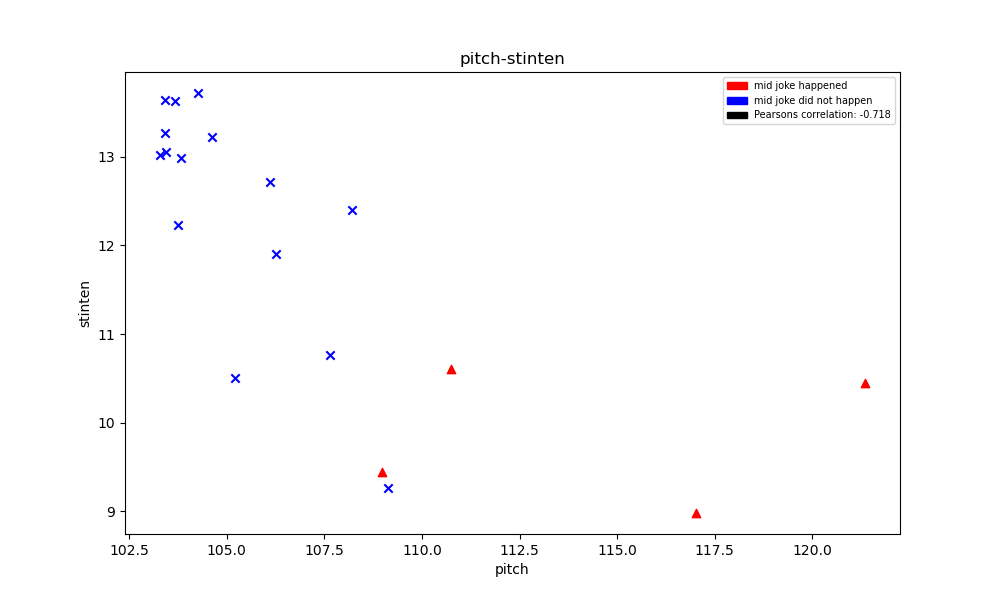 pitch-stinten
mid joke happened
mid joke did not happen
Pearsons correlation: -0.718
13
12
11
10
9
stinten
102.5 105.0 107.5 110.0 112.5 115.0 117.5 120.0
pitch